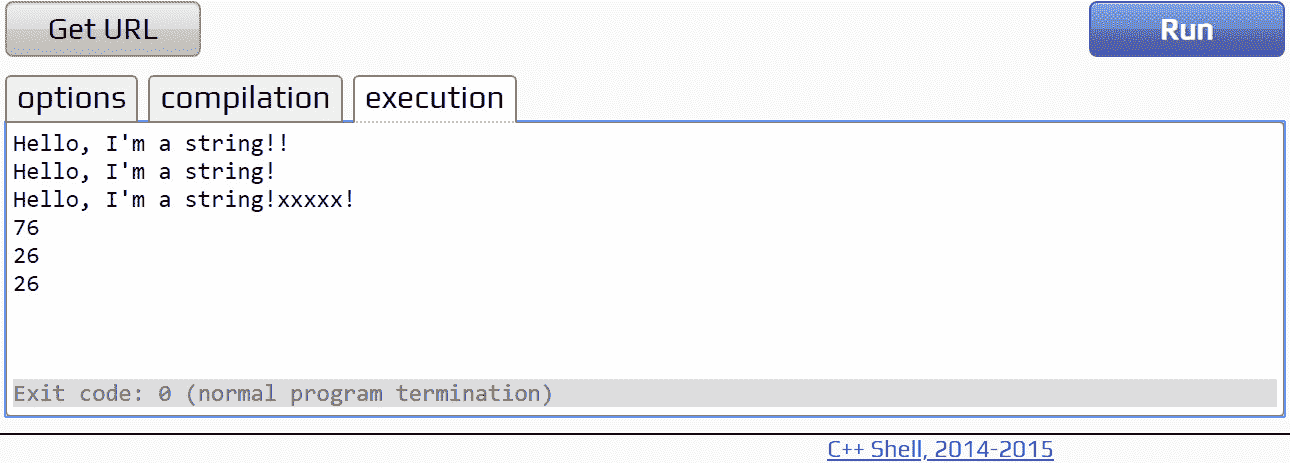 Get URL
Run
options compilation execution
Hello, I'm a string!!
Hello, I'm a string!
Hello, I'm a string!xxxxx!
76
26
26
Exit code: 0 (normal program termination)
C++ Shell, 2014-2015